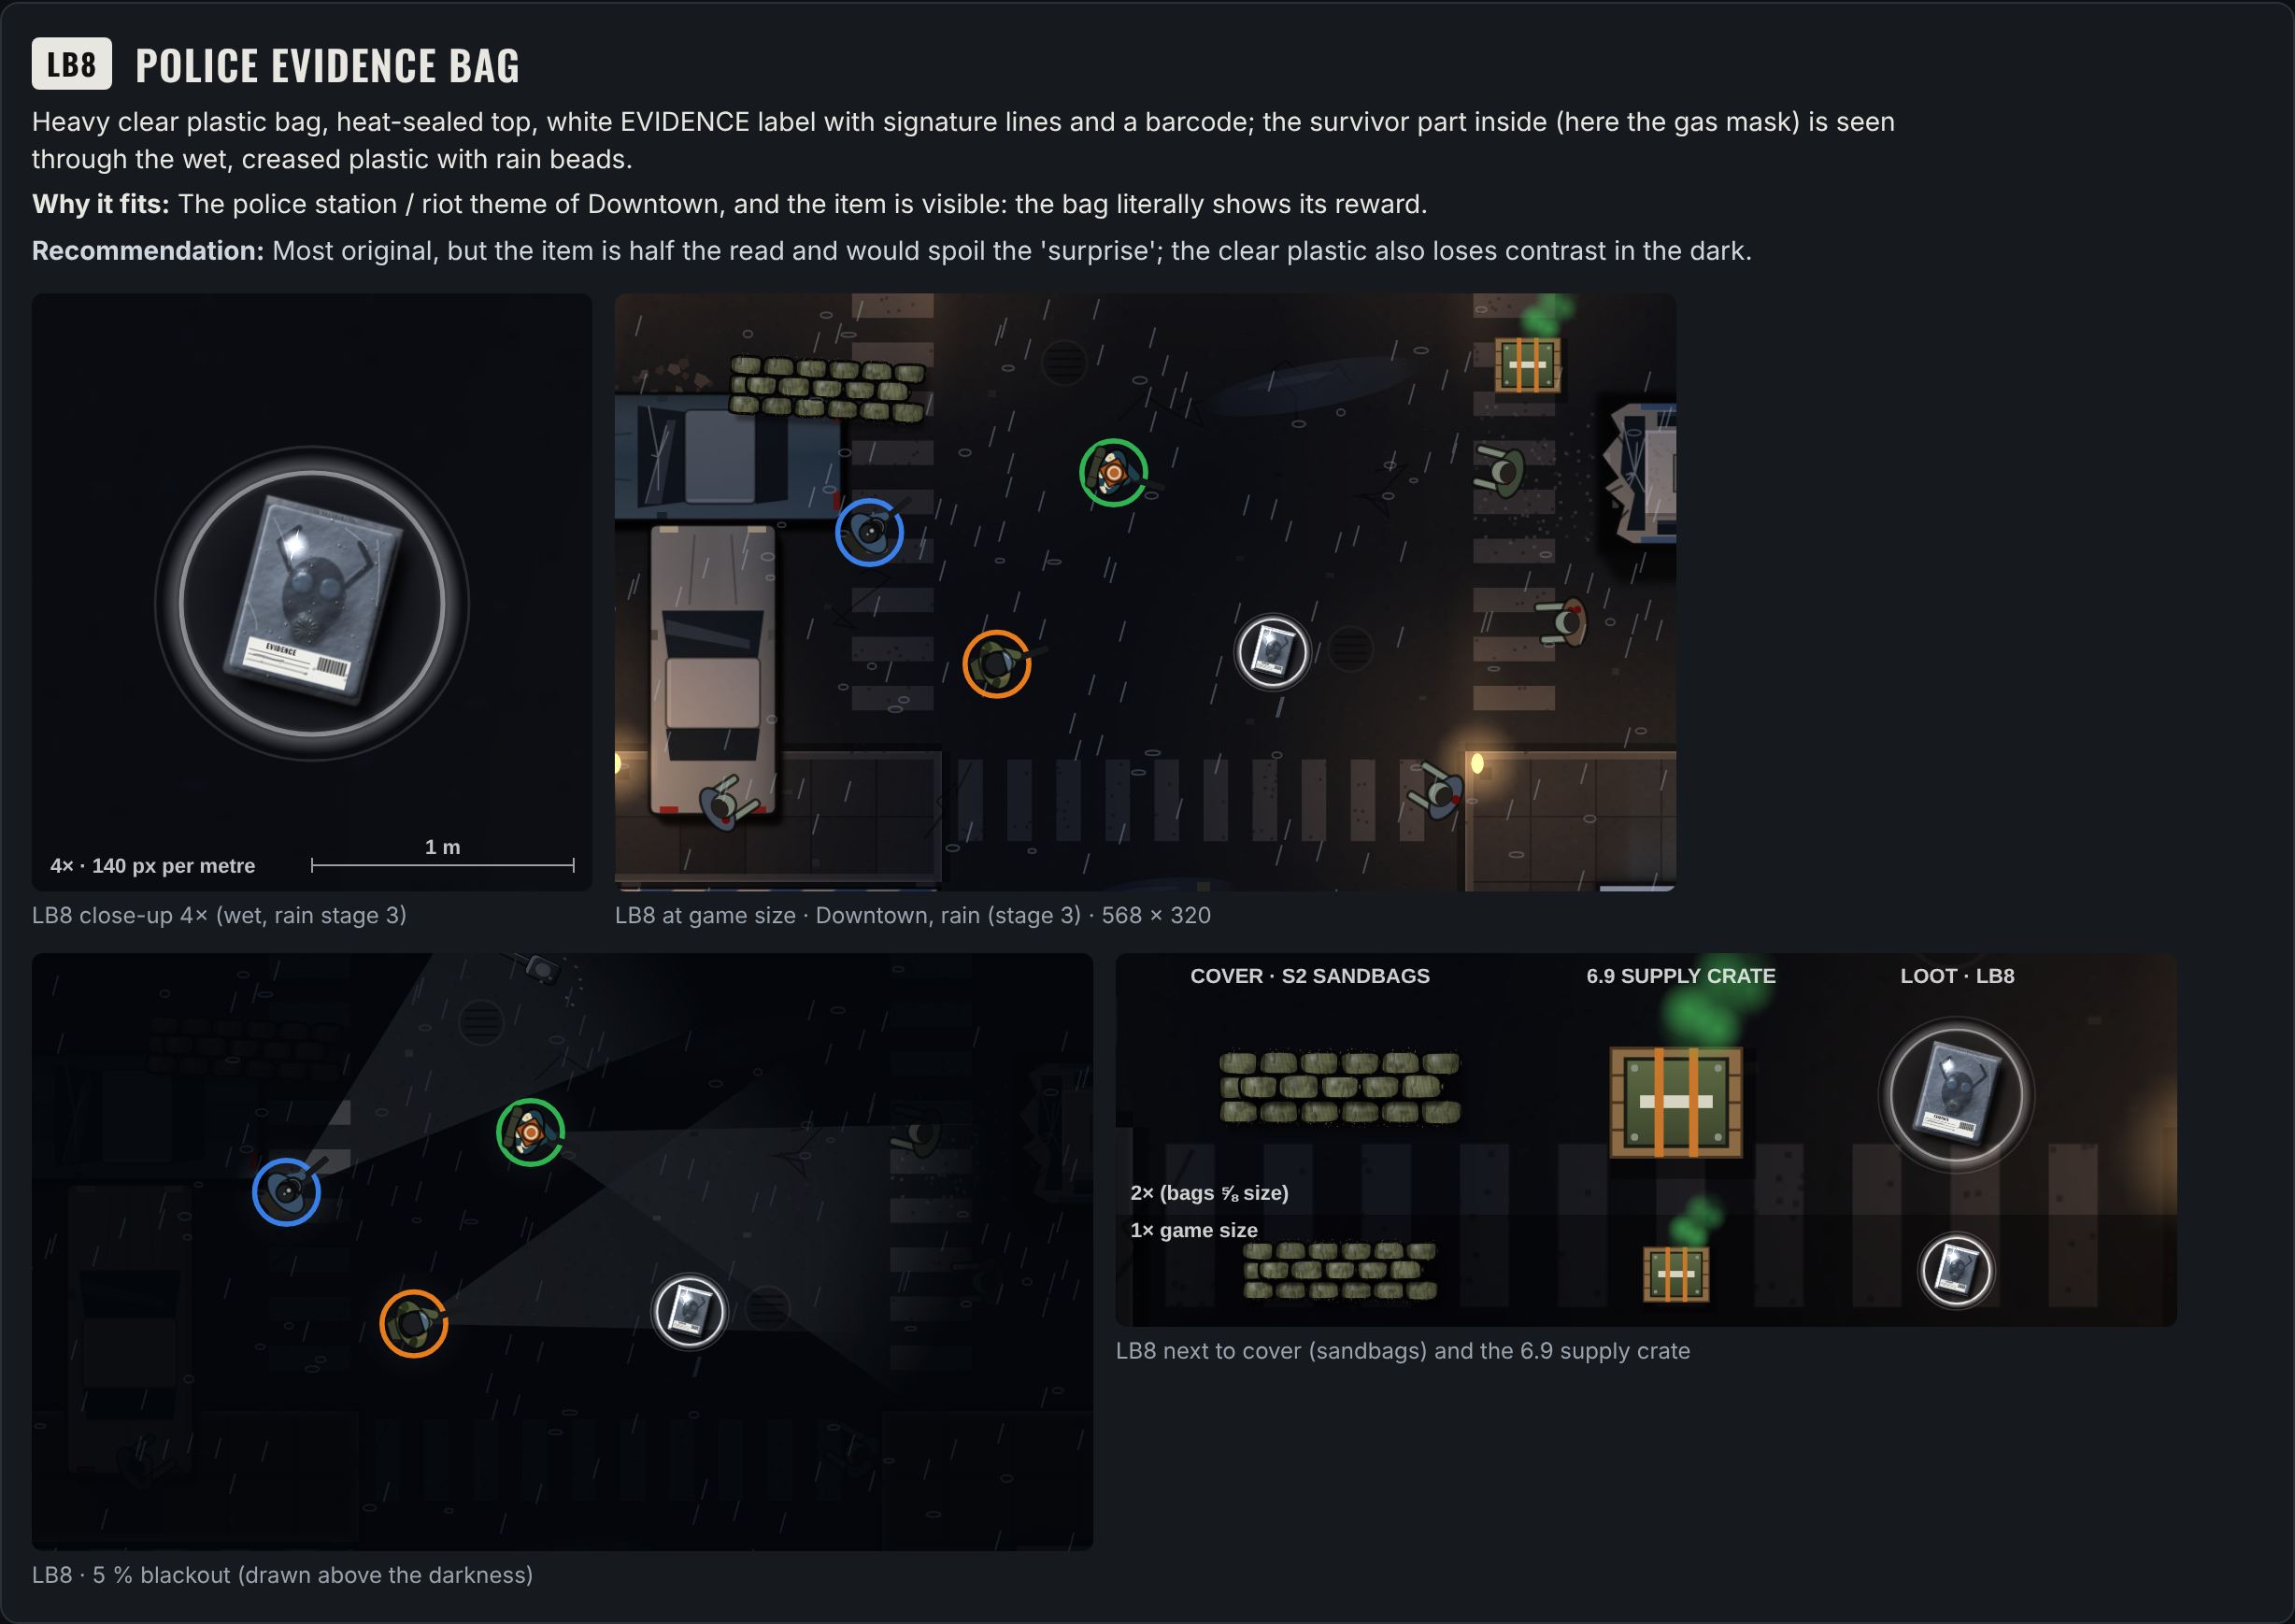 LB8 POLICE EVIDENCE BAG
Heavy clear plastic bag, heat-sealed top, white EVIDENCE label with signature lines and a barcode; the survivor part inside (here the gas mask) is seen
through the wet, creased plastic with rain beads.
Why it fits: The police station / riot theme of Downtown, and the item is visible: the bag literally shows its reward.
Recommendation: Most original, but the item is half the read and would spoil the 'surprise'; the clear plastic also loses contrast in the dark.
EVIDENCE
1 m
4× · 140 px per metre
LB8 close-up 4× (wet, rain stage 3)
LB8 at game size · Downtown, rain (stage 3) · 568 × 320
COVER · S2 SANDBAGS
6.9 SUPPLY CRATE
LOOT · LB8
2× (bags ⅝ size)
1× game size
LB8 next to cover (sandbags) and the 6.9 supply crate
LB8 · 5 % blackout (drawn above the darkness)